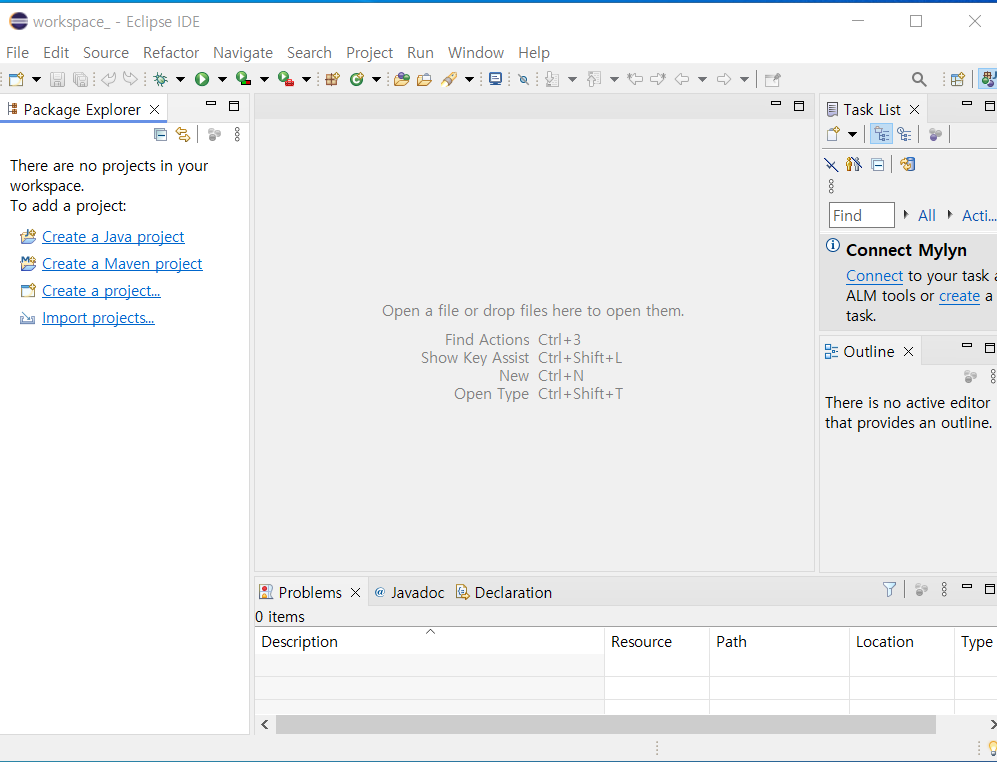 workspace_ - Eclipse IDE
File Edit Source Refactor Navigate Search Project Run Window Help
Package Explorer
There are no projects in your
workspace.
To add a project:
Create a Java project
Create a Maven project
Create a project...
Import projects...
Open a file or drop files here to open them.
Find Actions Ctrl+3
Show Key Assist Ctrl+Shift+L
New Ctrl+N
Open Type Ctrl+Shift+T
Task List
Find All Acti...
Connect Mylyn
Connect to your task a
ALM tools or create a
task.
Outline
There is no active editor
that provides an outline.
Problems @ Javadoc Declaration
0 items
Description Resource Path Location Type